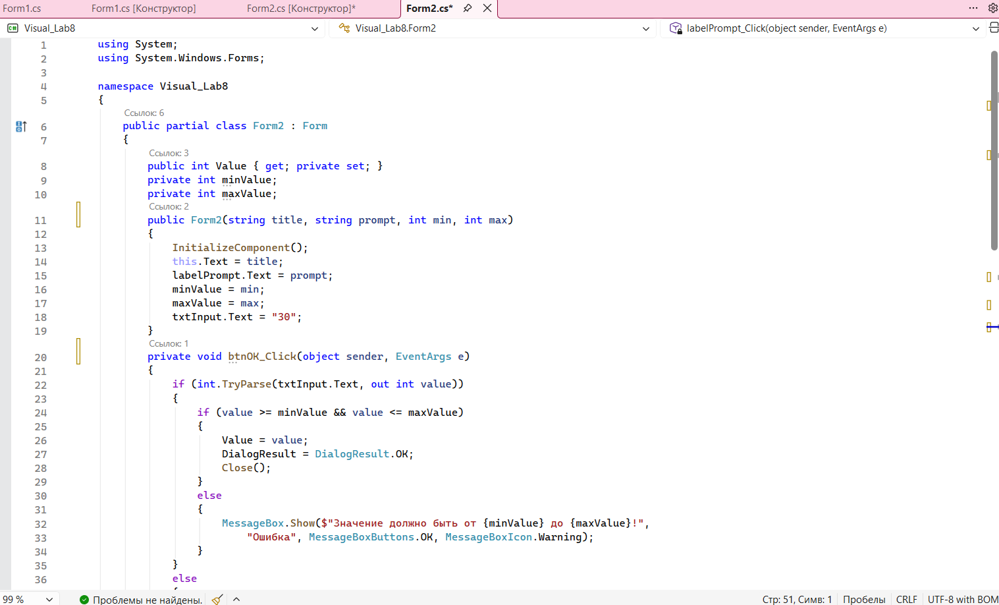 Form1.cs Form1.cs [Конструктор] Form2.cs [Конструктор]* Form2.cs*
Visual_Lab8 Visual_Lab8.Form2 labelPrompt_Click(object sender, EventArgs e)
1 using System;
2 using System.Windows.Forms;
3
4 namespace Visual_Lab8
5 {
Ссылок: 6
6 public partial class Form2 : Form
7 {
Ссылок: 3
8 public int Value { get; private set; }
9 private int minValue;
10 private int maxValue;
Ссылок: 2
11 public Form2(string title, string prompt, int min, int max)
12 {
13 InitializeComponent();
14 this.Text = title;
15 labelPrompt.Text = prompt;
16 minValue = min;
17 maxValue = max;
18 txtInput.Text = "30";
19 }
Ссылок: 1
20 private void btnOK_Click(object sender, EventArgs e)
21 {
22 if (int.TryParse(txtInput.Text, out int value))
23 {
24 if (value >= minValue && value <= maxValue)
25 {
26 Value = value;
27 DialogResult = DialogResult.OK;
28 Close();
29 }
30 else
31 {
32 MessageBox.Show($"Значение должно быть от {minValue} до {maxValue}!",
33 "Ошибка", MessageBoxButtons.OK, MessageBoxIcon.Warning);
34 }
35 }
36 else
99 % Проблемы не найдены. Стр: 51, Симв: 1 Пробелы CRLF UTF-8 with BOM